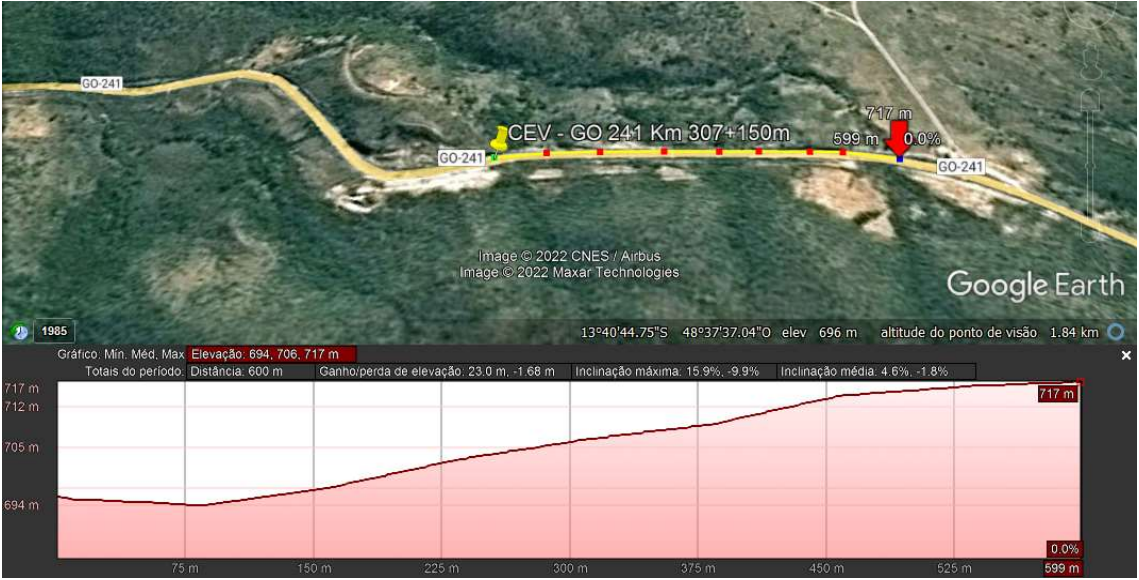 GO-241
717 m
CEV - GO 241 Km 307+150m
599 m 0.0%
GO-241
GO-241
Image © 2022 CNES / Airbus
Image © 2022 Maxar Technologies
Google Earth
1985
13°40'44.75"S 48°37'37.04"O elev 696 m altitude do ponto de visão 1.84 km
Gráfico: Mín. Méd, Max Elevação: 694, 706, 717 m
Totais do período: Distância: 600 m Ganho/perda de elevação: 23.0 m, -1.68 m Inclinação máxima: 15.9%, -9.9% Inclinação média: 4.6%, -1.8%
717 m
717 m
712 m
705 m
694 m
0.0%
75 m 150 m 225 m 300 m 375 m 450 m 525 m 599 m